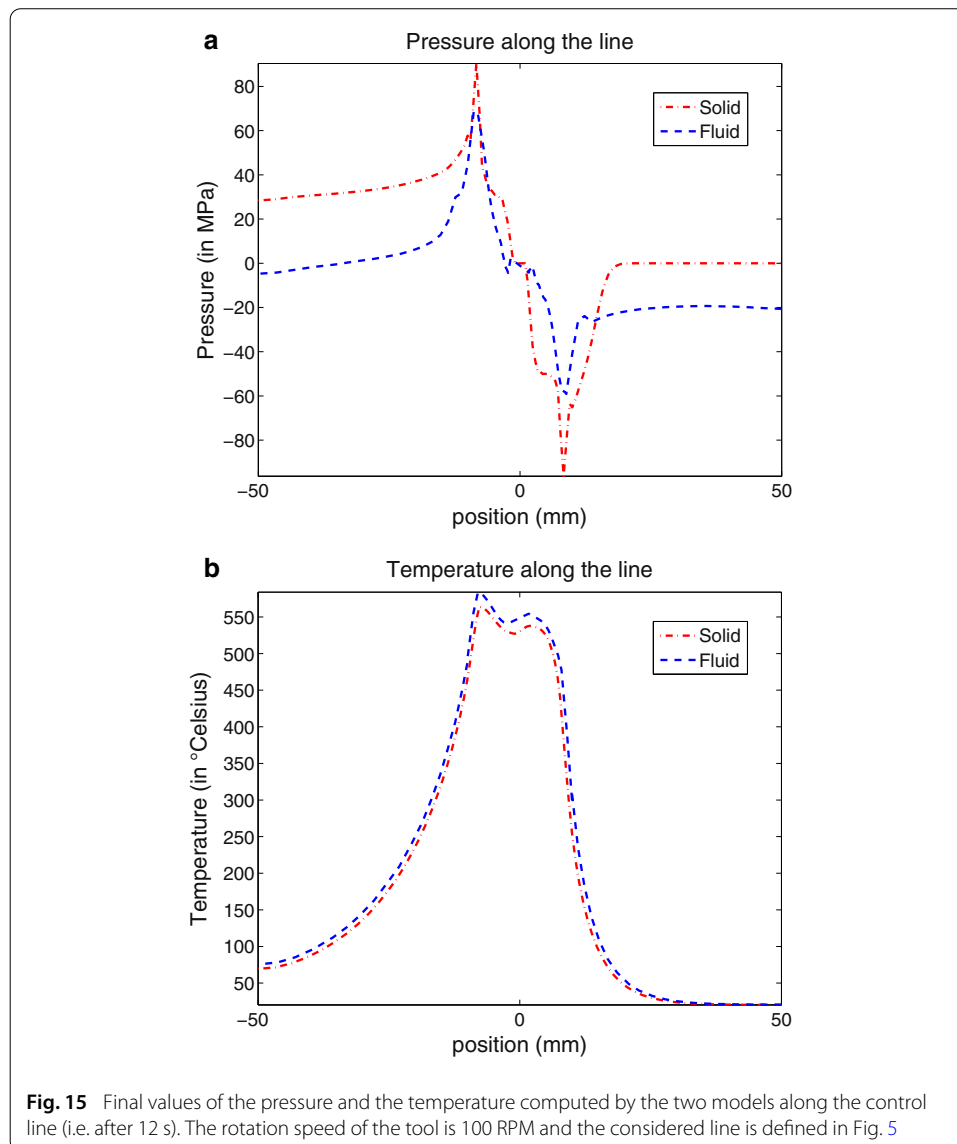 a
Pressure along the line
80
60
40
20
0
−20
−40
−60
−80
Pressure (in MPa)
Solid
Fluid
−50
0
50
position (mm)
b
Temperature along the line
550
500
450
400
350
300
250
200
150
100
50
Temperature (in °Celsius)
Solid
Fluid
−50
0
50
position (mm)
Fig. 15 Final values of the pressure and the temperature computed by the two models along the control
line (i.e. after 12 s). The rotation speed of the tool is 100 RPM and the considered line is defined in Fig. 5